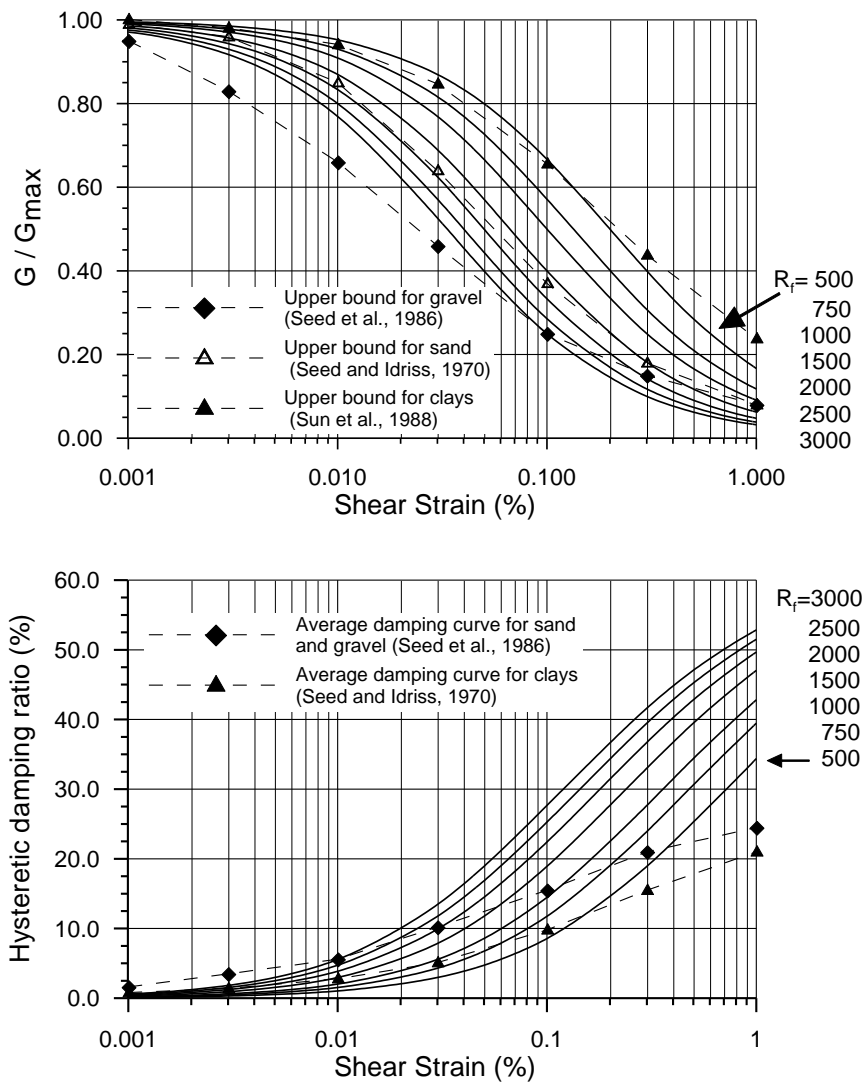 1.00
0.80
0.60
0.40
0.20
0.00
G / Gmax
Upper bound for gravel
(Seed et al., 1986)
Upper bound for sand
(Seed and Idriss, 1970)
Upper bound for clays
(Sun et al., 1988)
Rf= 500
750
1000
1500
2000
2500
3000
0.001 0.010 0.100 1.000
Shear Strain (%)
60.0
50.0
40.0
30.0
20.0
10.0
0.0
Hysteretic damping ratio (%)
Average damping curve for sand
and gravel (Seed et al., 1986)
Average damping curve for clays
(Seed and Idriss, 1970)
Rf=3000
2500
2000
1500
1000
750
500
0.001 0.01 0.1 1
Shear Strain (%)